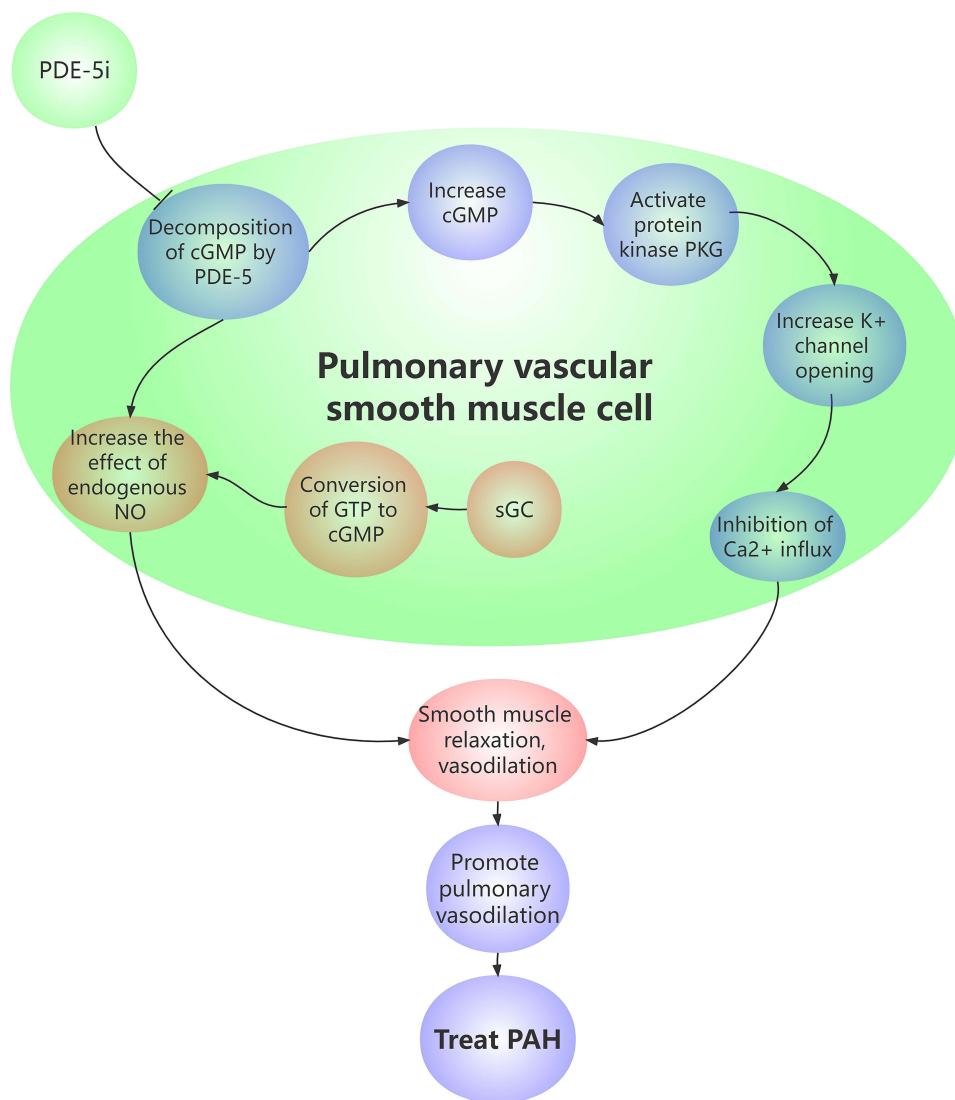 PDE-5i
Decomposition
of cGMP by
PDE-5
Increase
cGMP
Activate
protein
kinase PKG
Increase K+
channel
opening
Pulmonary vascular
smooth muscle cell
Increase the
effect of
endogenous
NO
Conversion
of GTP to
cGMP
sGC
Inhibition of
Ca2+ influx
Smooth muscle
relaxation,
vasodilation
Promote
pulmonary
vasodilation
Treat PAH